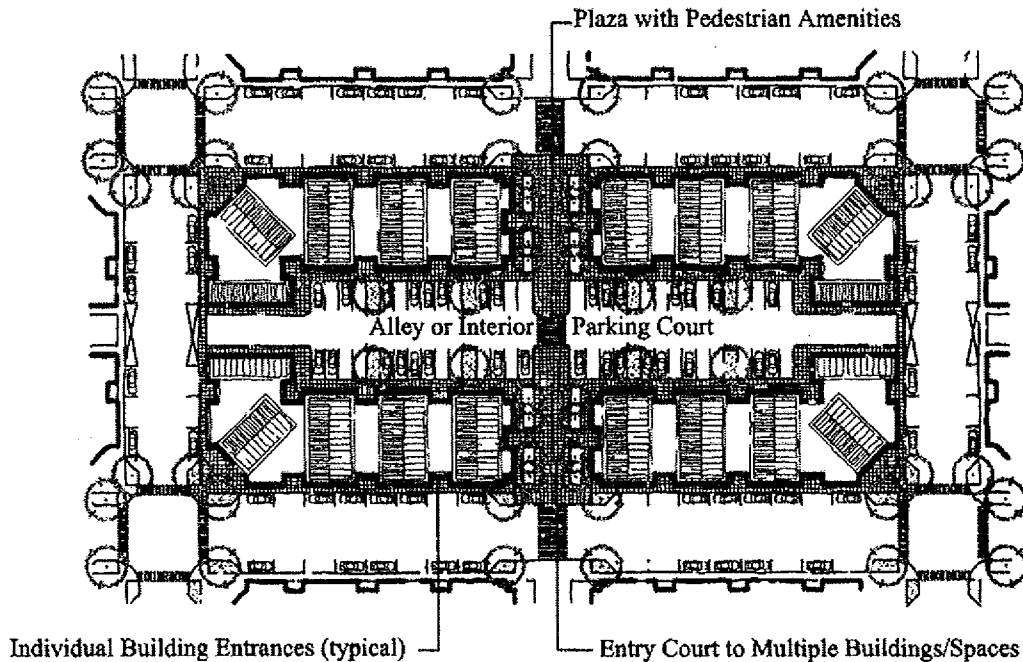 Plaza with Pedestrian Amenities
Alley or Interior Parking Court
Individual Building Entrances (typical)
Entry Court to Multiple Buildings/Spaces